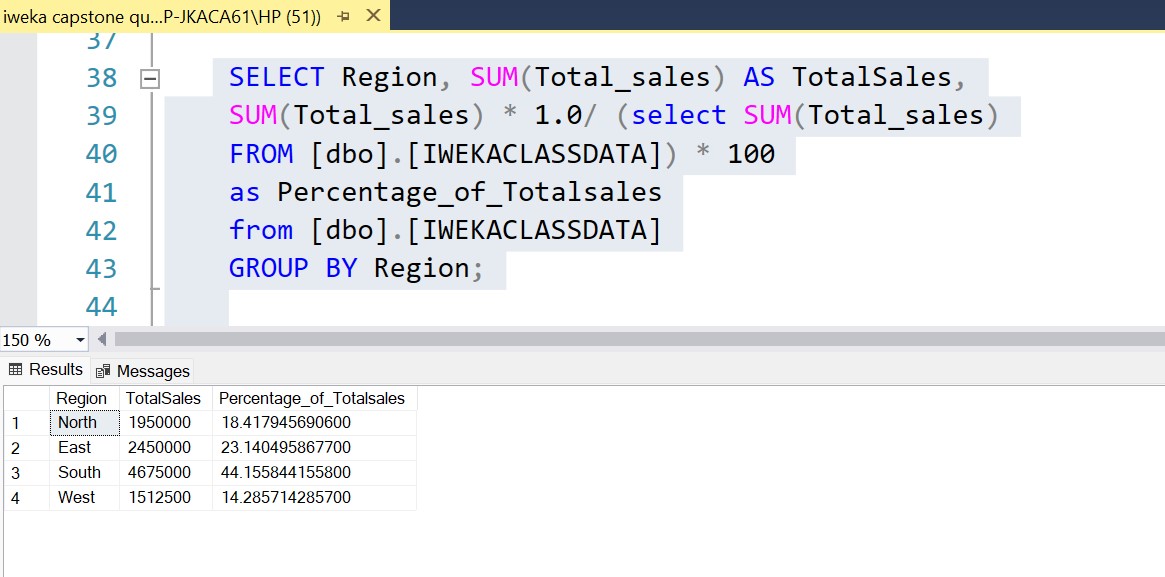 iweka capstone qu...P-JKACA61\HP (51))
37
38 SELECT Region, SUM(Total_sales) AS TotalSales,
39 SUM(Total_sales) * 1.0/ (select SUM(Total_sales)
40 FROM [dbo].[IWEKACLASSDATA]) * 100
41 as Percentage_of_Totalsales
42 from [dbo].[IWEKACLASSDATA]
43 GROUP BY Region;
44
150 %
Results Messages
Region TotalSales Percentage_of_Totalsales
1 North 1950000 18.417945690600
2 East 2450000 23.140495867700
3 South 4675000 44.155844155800
4 West 1512500 14.285714285700